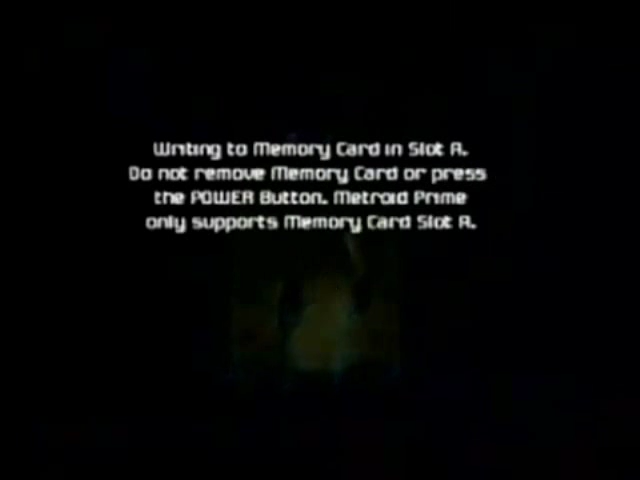 Writing to Memory Card in Slot A.
Do not remove Memory Card or press
the POWER Button. Metroid Prime
only supports Memory Card Slot A.